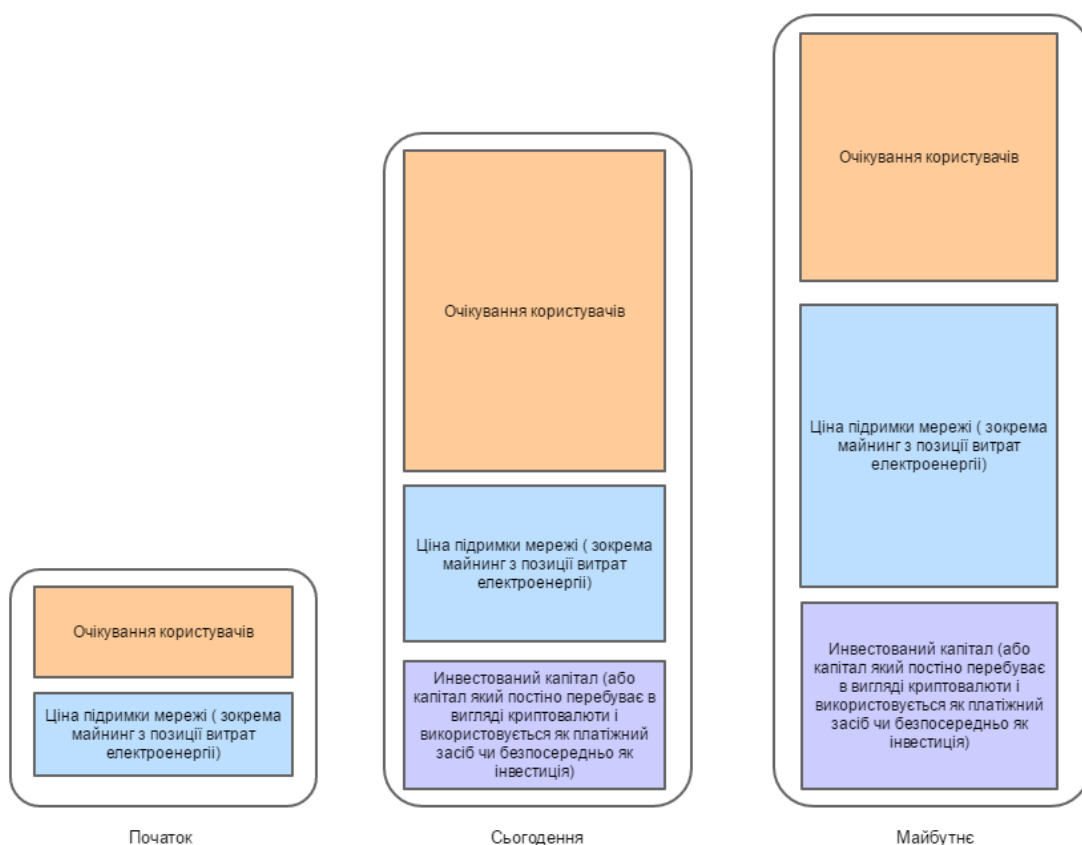 Очікування користувачів
Ціна підримки мережі ( зокрема
майнинг з позиції витрат
електроенергії)
Початок
Очікування користувачів
Ціна підримки мережі ( зокрема
майнинг з позиції витрат
електроенергії)
Инвестований капітал (або
капітал який постіно перебуває в
вигляді криптовалюти і
використовується як платіжний
засіб чи безпосередньо як
інвестиція)
Сьогодення
Очікування користувачів
Ціна підримки мережі ( зокрема
майнинг з позиції витрат
електроенергії)
Инвестований капітал (або
капітал який постіно перебуває
в вигляді криптовалюти і
використовується як платіжний
засіб чи безпосередньо як
інвестиція)
Майбутнє